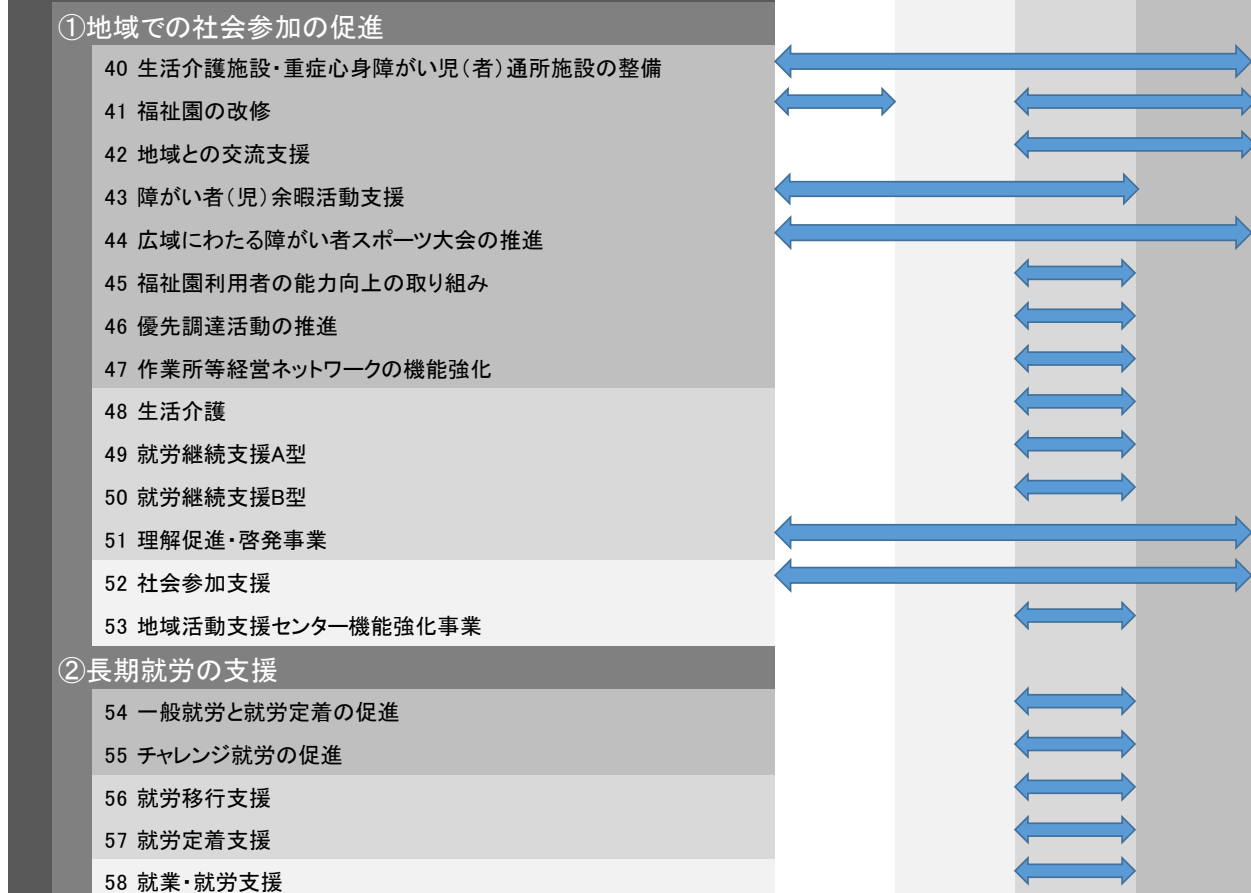 ①地域での社会参加の促進
40 生活介護施設・重症心身障がい児(者)通所施設の整備
41 福祉園の改修
42 地域との交流支援
43 障がい者(児)余暇活動支援
44 広域にわたる障がい者スポーツ大会の推進
45 福祉園利用者の能力向上の取り組み
46 優先調達活動の推進
47 作業所等経営ネットワークの機能強化
48 生活介護
49 就労継続支援A型
50 就労継続支援B型
51 理解促進・啓発事業
52 社会参加支援
53 地域活動支援センター機能強化事業
②長期就労の支援
54 一般就労と就労定着の促進
55 チャレンジ就労の促進
56 就労移行支援
57 就労定着支援
58 就業・就労支援